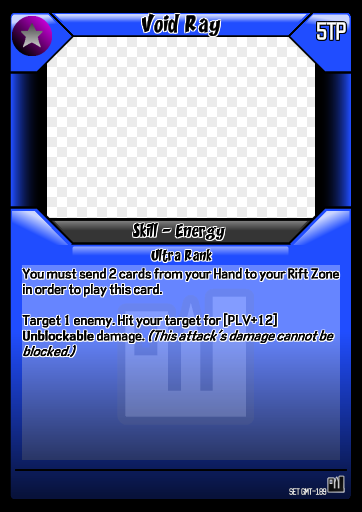 Void Ray
5TP
Skill - Energy
Ultra Rank
You must send 2 cards from your Hand to your Rift Zone
in order to play this card.
Target 1 enemy. Hit your target for [PLV+12]
Unblockable damage. (This attack's damage cannot be
blocked.)
SET GMT-189